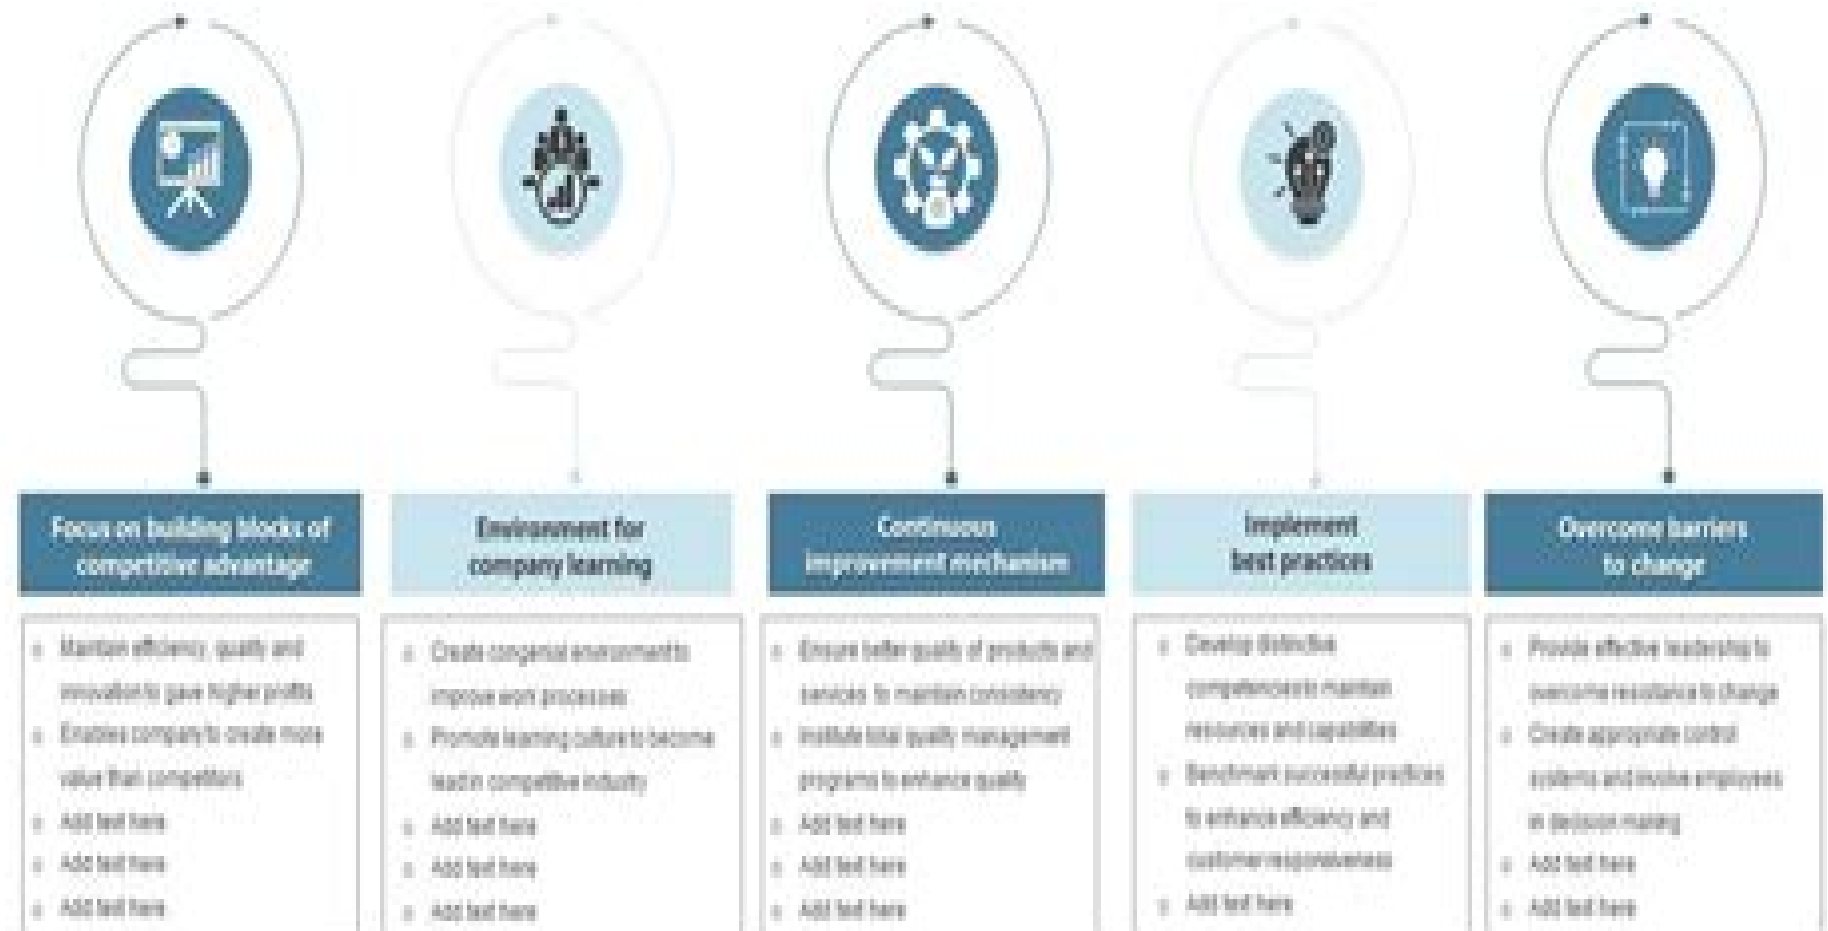 Focus on building blocks of
competitive advantage
Maintain efficiency, quality and
innovation to gave higher profits
Enables company to create more
value than competitors
Add text here
Add text here
Add text here
Environment for
company learning
Create congenial environment to
improve work processes
Promote learning culture to become
lead in competitive industry
Add text here
Add text here
Add text here
Continuous
improvement mechanism
Ensure better quality of products and
services to maintain consistency
Institute total quality management
programs to enhance quality
Add text here
Add text here
Add text here
Implement
best practices
Develop distinctive
competencies to maintain
resources and capabilities
Benchmark successful practices
to enhance efficiency and
customer responsiveness
Add text here
Overcome barriers
to change
Provide effective leadership to
overcome resistance to change
Create appropriate control
systems and involve employees
in decision making
Add text here
Add text here